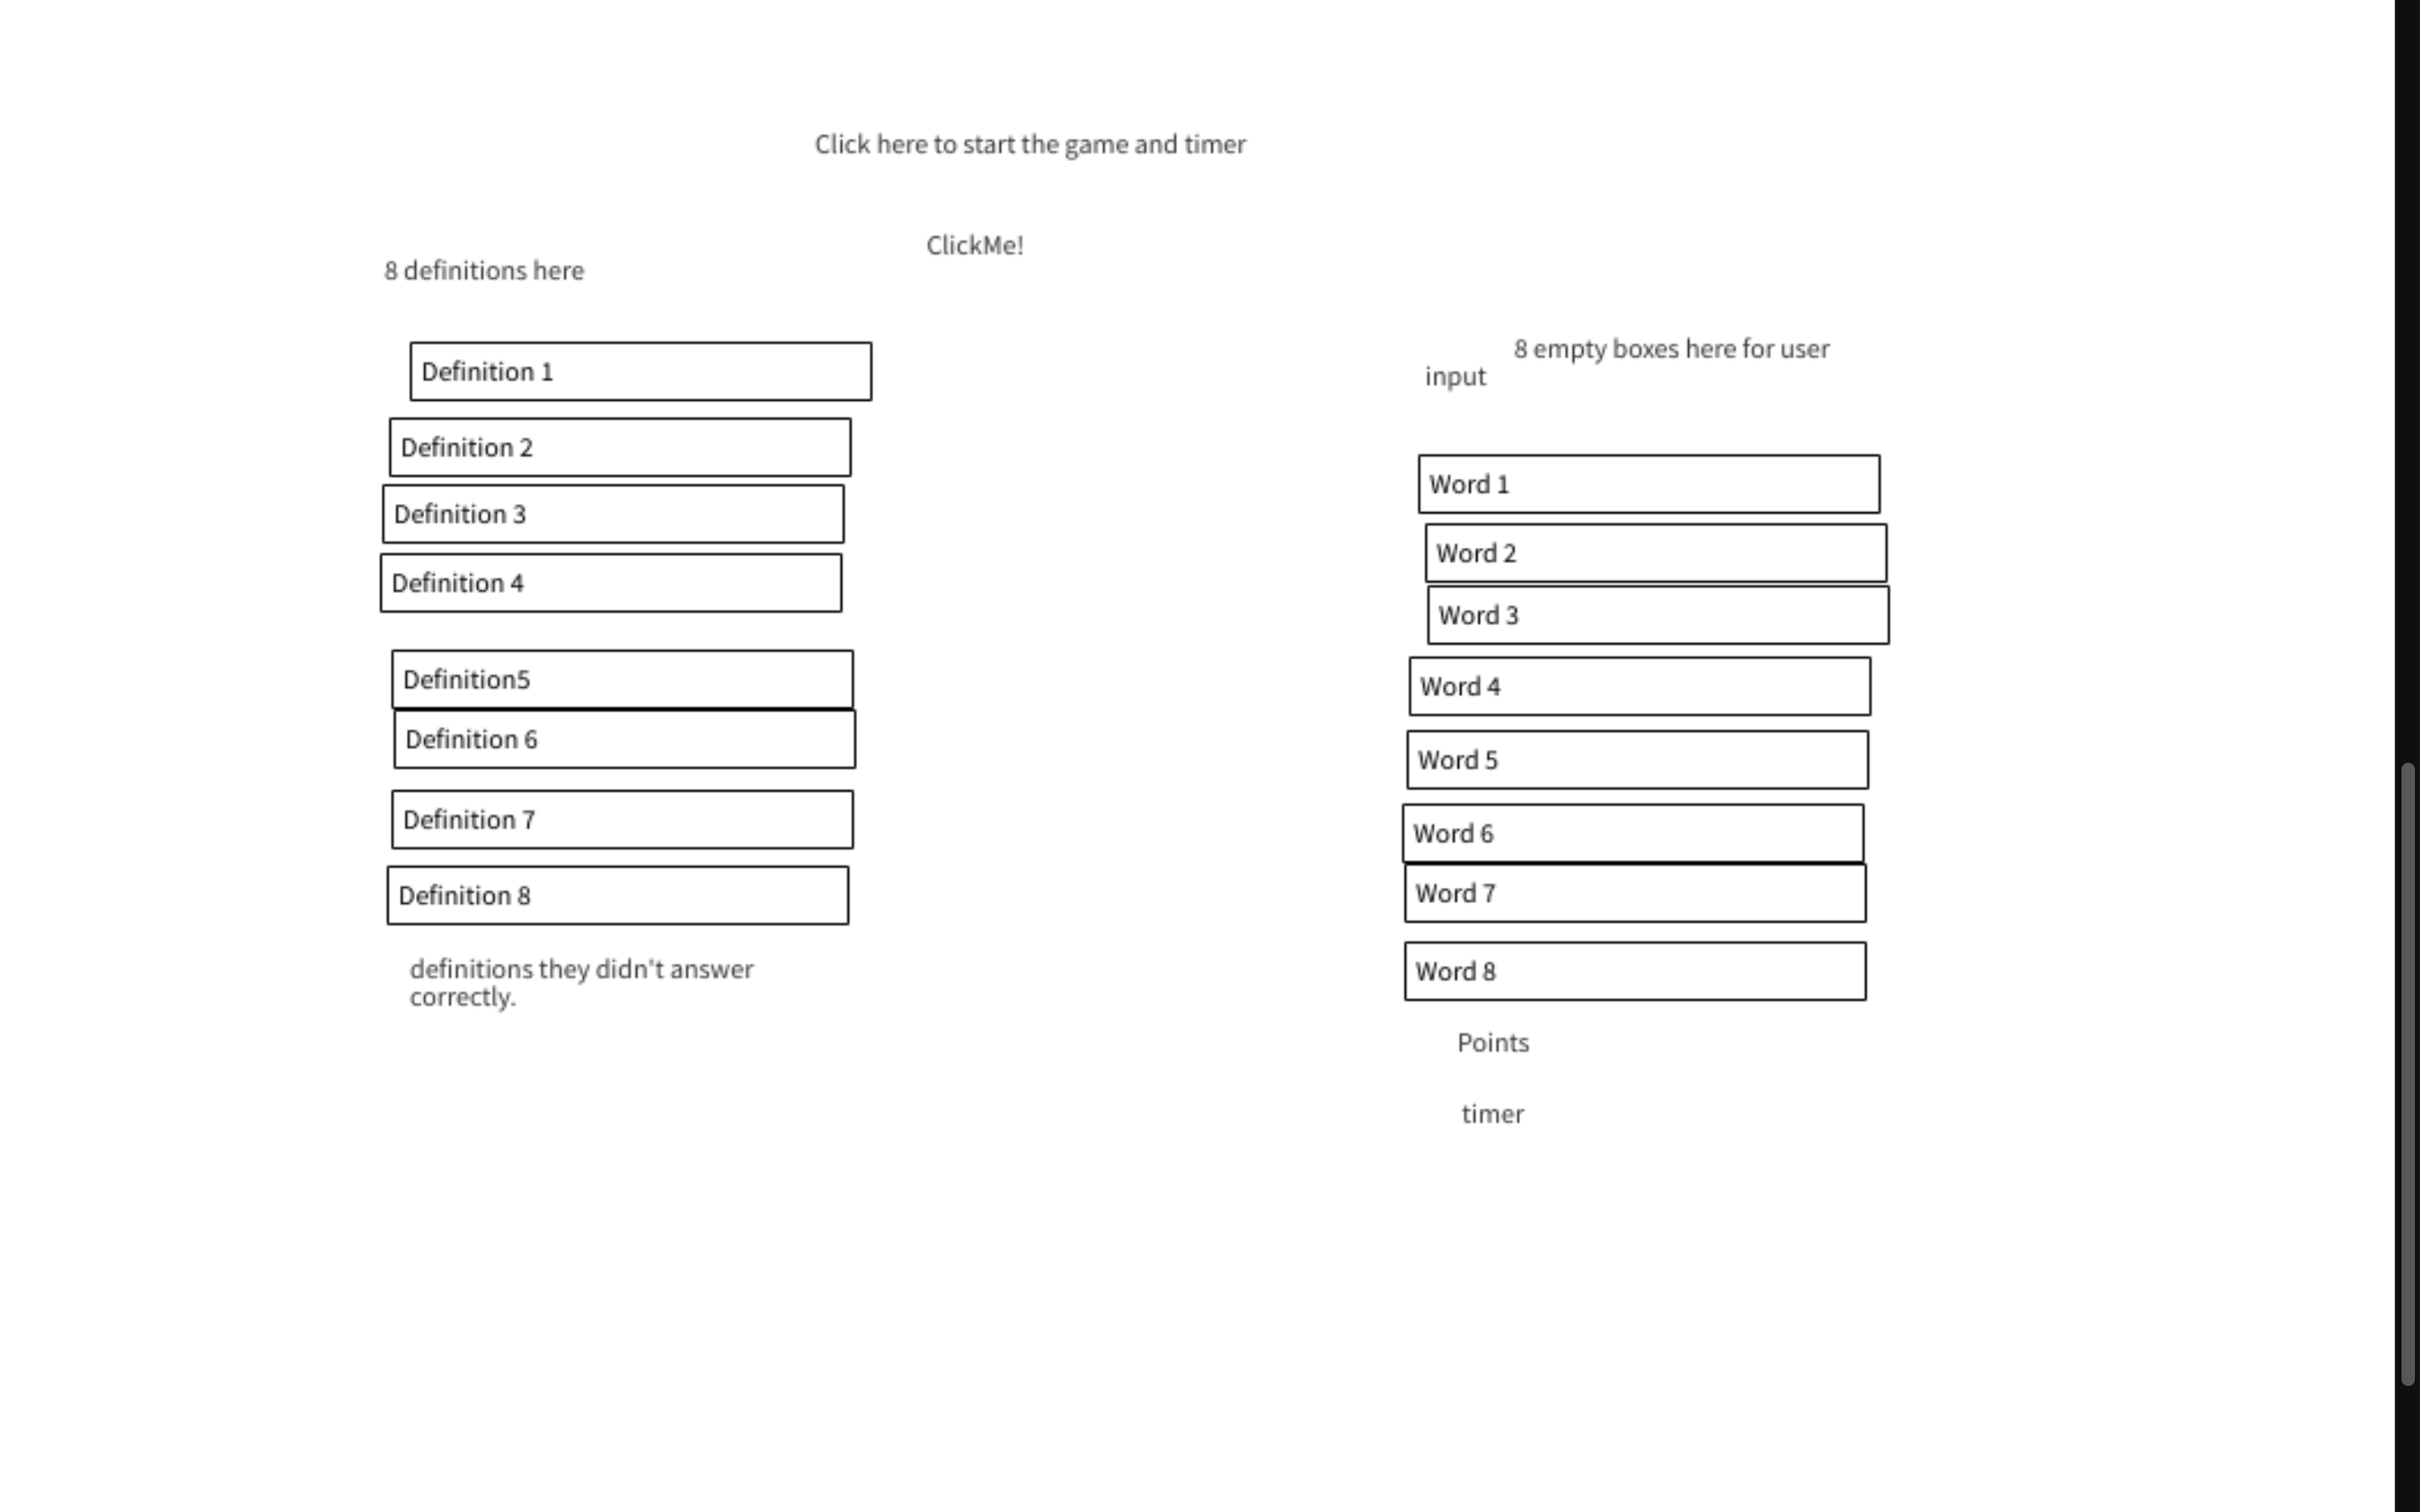 Click here to start the game and timer
ClickMe!
8 definitions here
Definition 1
Definition 2
Definition 3
Definition 4
Definition5
Definition 6
Definition 7
Definition 8
definitions they didn't answer
correctly.
8 empty boxes here for user
input
Word 1
Word 2
Word 3
Word 4
Word 5
Word 6
Word 7
Word 8
Points
timer